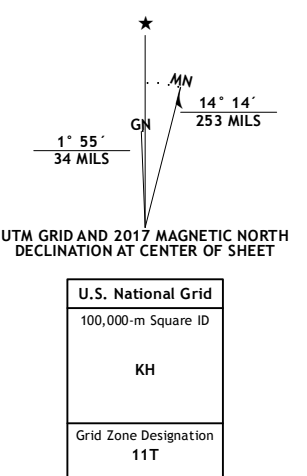 MN
GN
14° 14´
253 MILS
1° 55´
34 MILS
UTM GRID AND 2017 MAGNETIC NORTH
DECLINATION AT CENTER OF SHEET
U.S. National Grid
100,000-m Square ID
KH
Grid Zone Designation
11T